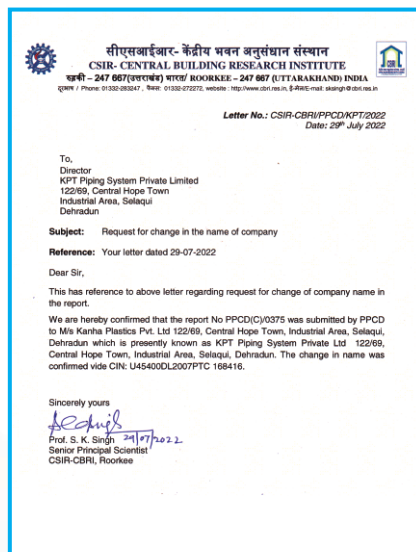 सीएसआईआर- केंद्रीय भवन अनुसंधान संस्थान
CSIR- CENTRAL BUILDING RESEARCH INSTITUTE
रुड़की – 247 667(उत्तराखंड) भारत/ ROORKEE – 247 667 (UTTARAKHAND) INDIA
दूरभाष / Phone: 01332-283247 , फैक्स: 01332-272272, website : http://www.cbri.res.in, ई-मेल/E-mail: sksingh@cbri.res.in
Letter No.: CSIR-CBRI/PPCD/KPT/2022
Date: 29th July 2022
To,
Director
KPT Piping System Private Limited
122/69, Central Hope Town
Industrial Area, Selaqui
Dehradun
Subject: Request for change in the name of company
Reference: Your letter dated 29-07-2022
Dear Sir,
This has reference to above letter regarding request for change of company name in
the report.
We are hereby confirmed that the report No PPCD(C)/0375 was submitted by PPCD
to M/s Kanha Plastics Pvt. Ltd 122/69, Central Hope Town, Industrial Area, Selaqui,
Dehradun which is presently known as KPT Piping System Private Ltd 122/69,
Central Hope Town, Industrial Area, Selaqui, Dehradun. The change in name was
confirmed vide CIN: U45400DL2007PTC 168416.
Sincerely yours
29/07/2022
Prof. S. K. Singh
Senior Principal Scientist
CSIR-CBRI, Roorkee